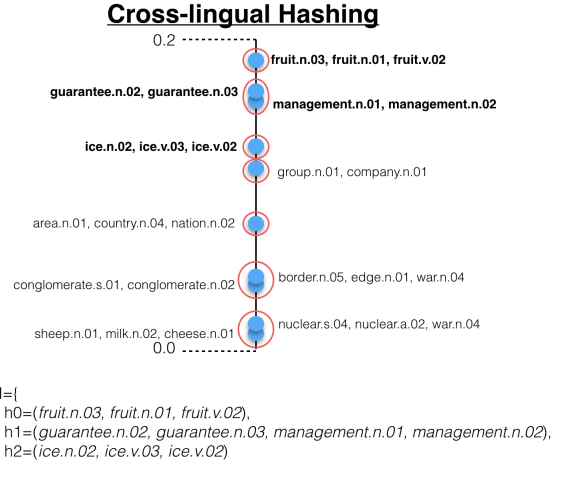 Cross-lingual Hashing
0.2
fruit.n.03, fruit.n.01, fruit.v.02
guarantee.n.02, guarantee.n.03
management.n.01, management.n.02
ice.n.02, ice.v.03, ice.v.02
group.n.01, company.n.01
area.n.01, country.n.04, nation.n.02
border.n.05, edge.n.01, war.n.04
conglomerate.s.01, conglomerate.n.02
nuclear.s.04, nuclear.a.02, war.n.04
sheep.n.01, milk.n.02, cheese.n.01
0.0
={
h0=(fruit.n.03, fruit.n.01, fruit.v.02),
h1=(guarantee.n.02, guarantee.n.03, management.n.01, management.n.02),
h2=(ice.n.02, ice.v.03, ice.v.02)